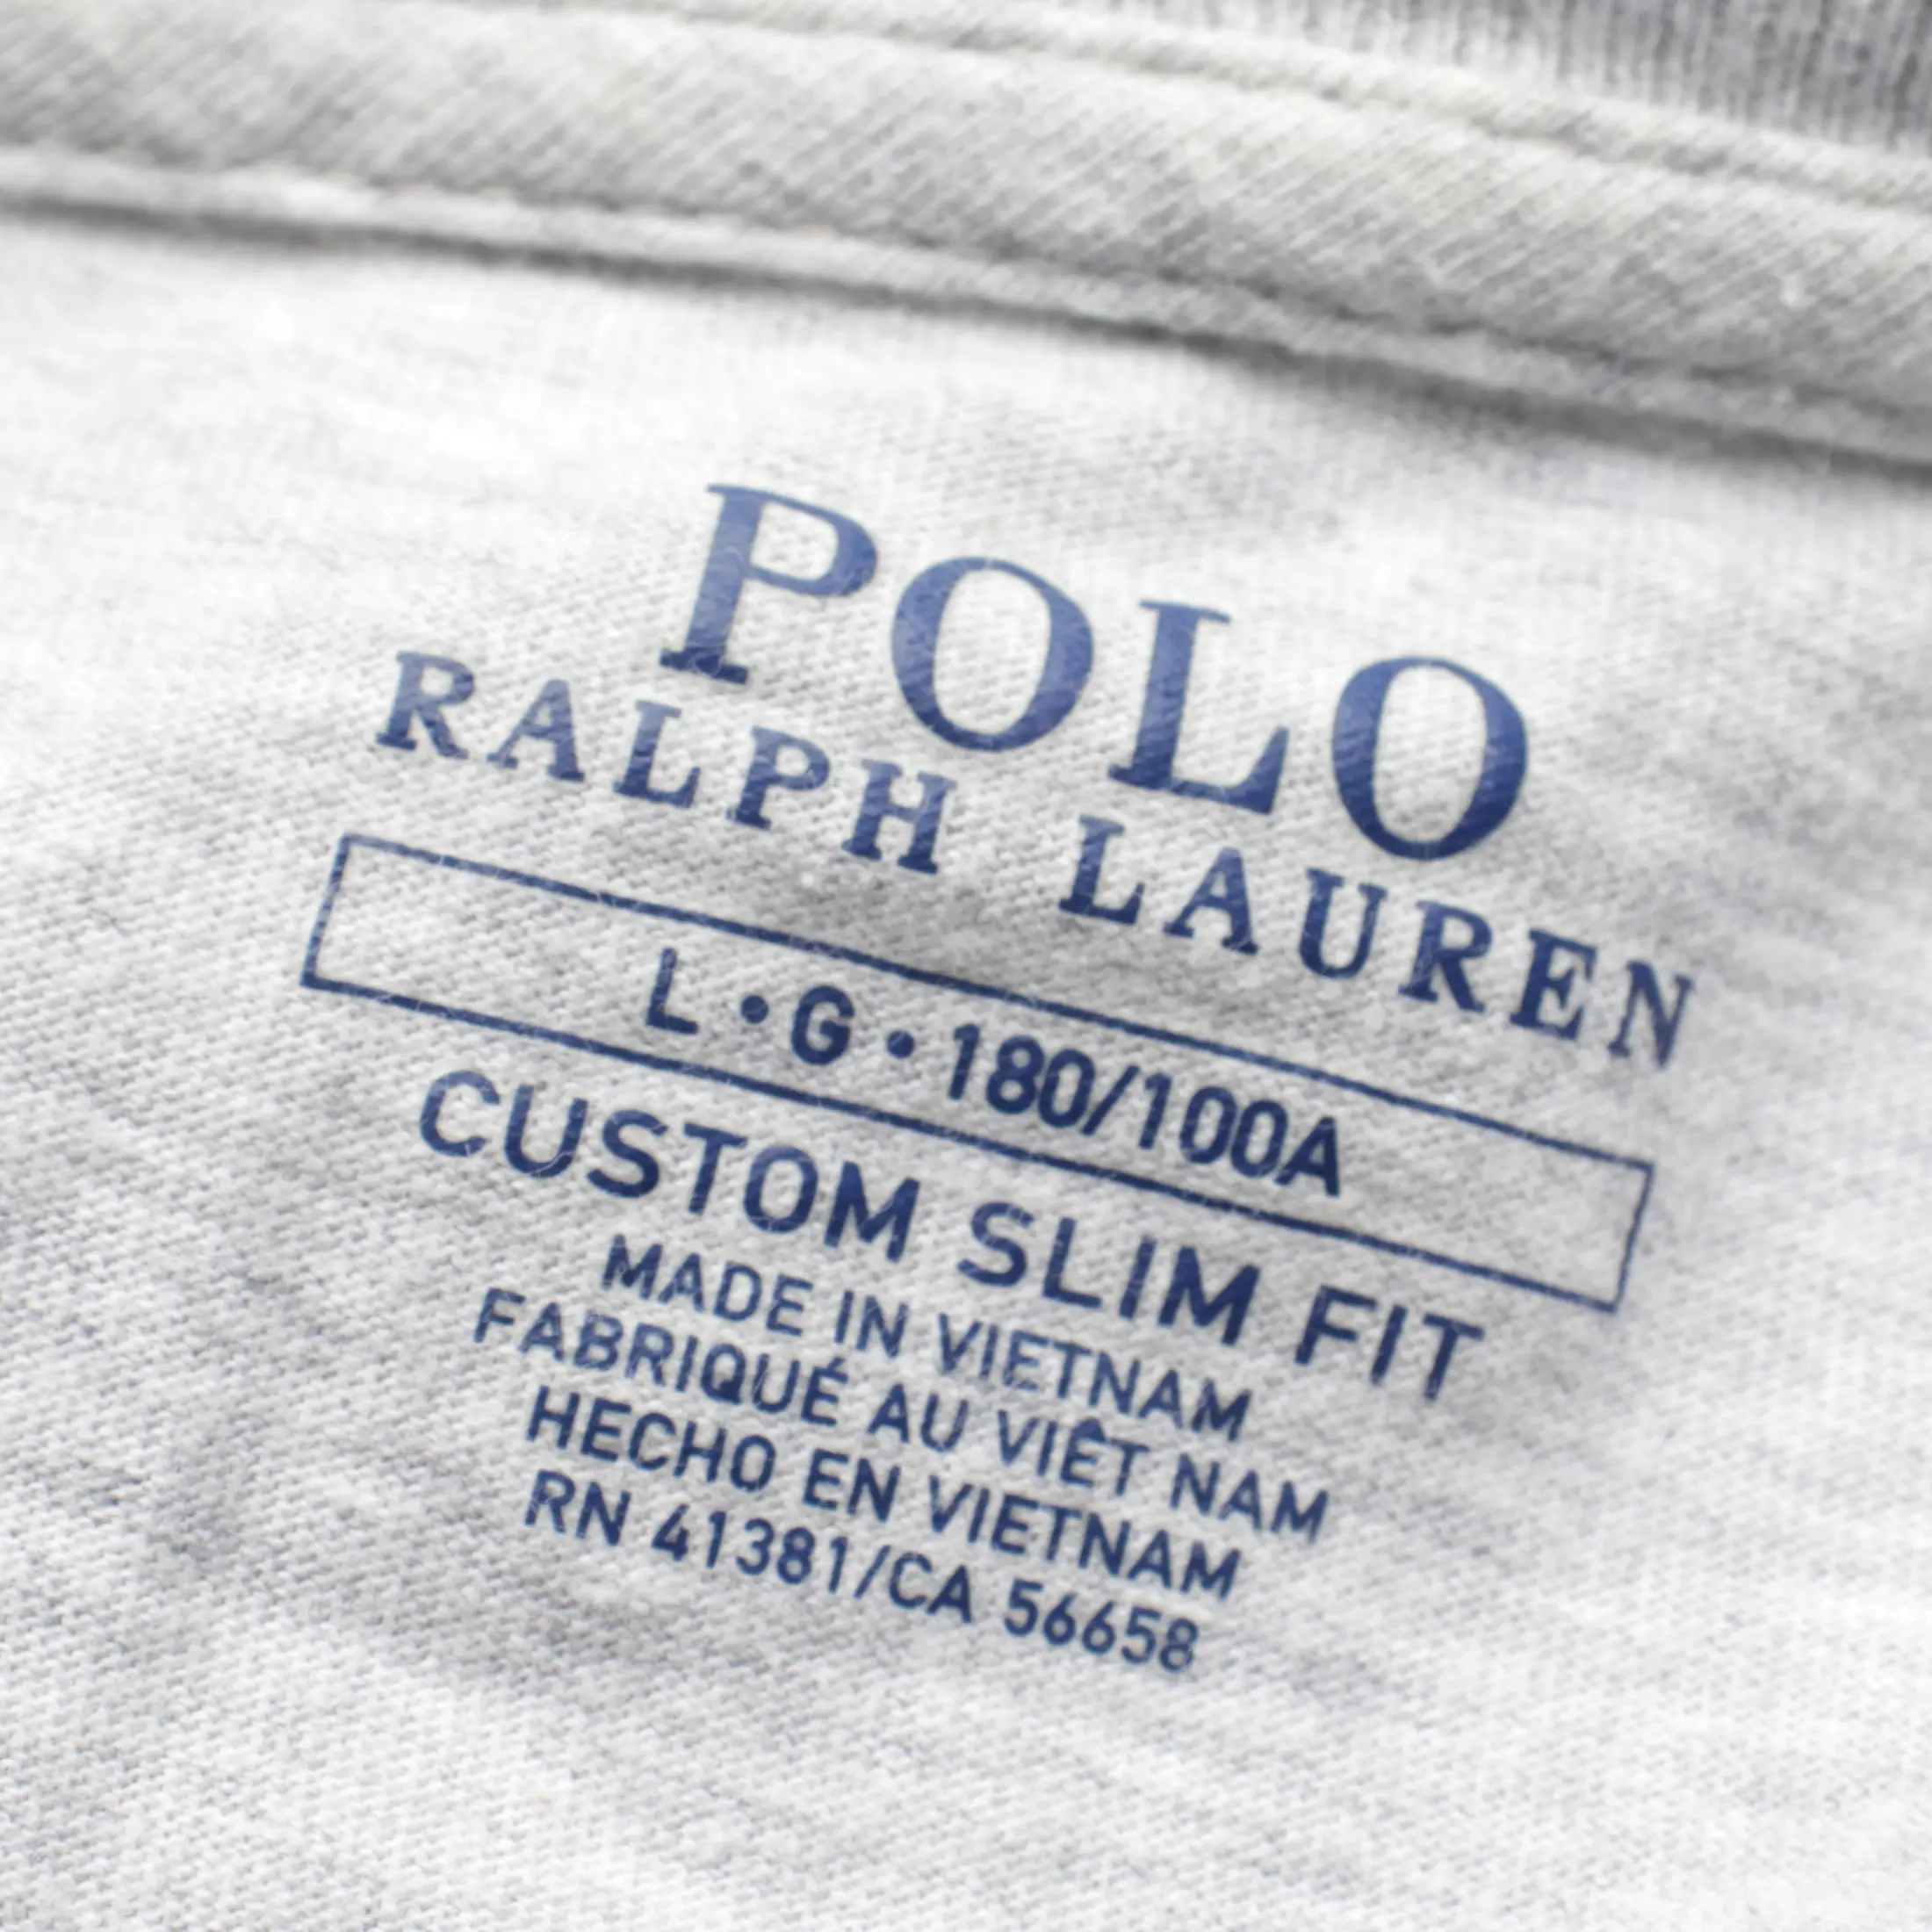 POLO
RALPH LAUREN
L • G • 180/100A
CUSTOM SLIM FIT
MADE IN VIETNAM
FABRIQUÉ AU VIÊT NAM
HECHO EN VIETNAM
RN 41381/CA 56658